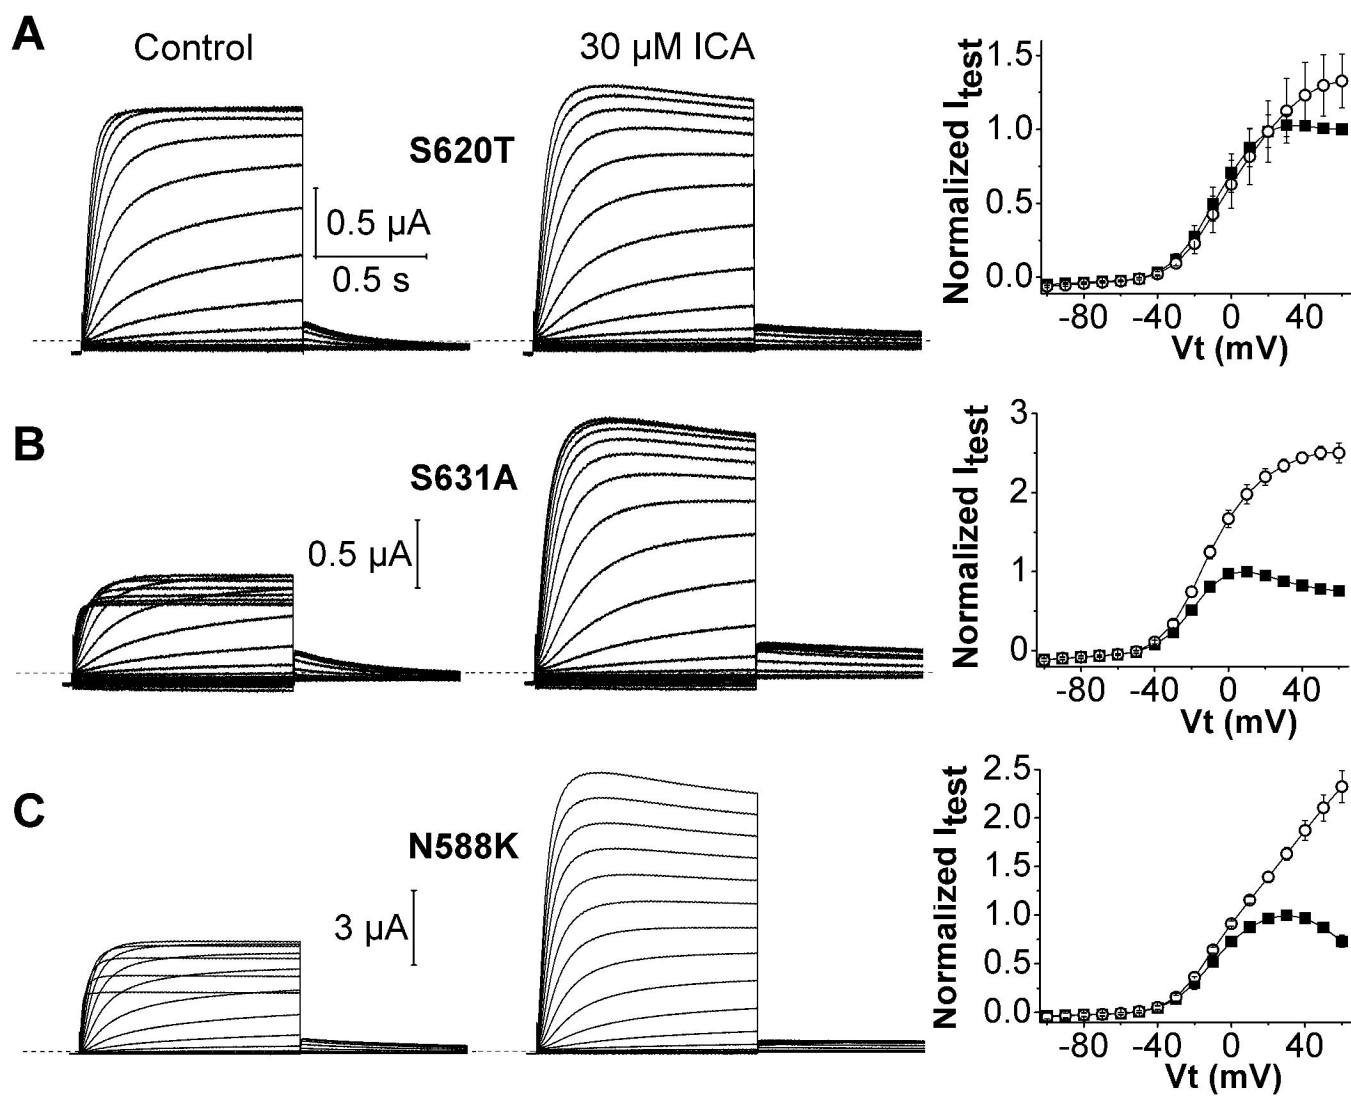 A
Control
30 µM ICA
S620T
0.5 µA
0.5 s
Normalized Itest
1.5
1.0
0.5
0.0
-80 -40 0 40
Vt (mV)
B
S631A
0.5 µA
Normalized Itest
3
2
1
0
-80 -40 0 40
Vt (mV)
C
N588K
3 µA
Normalized Itest
2.5
2.0
1.5
1.0
0.5
0.0
-80 -40 0 40
Vt (mV)